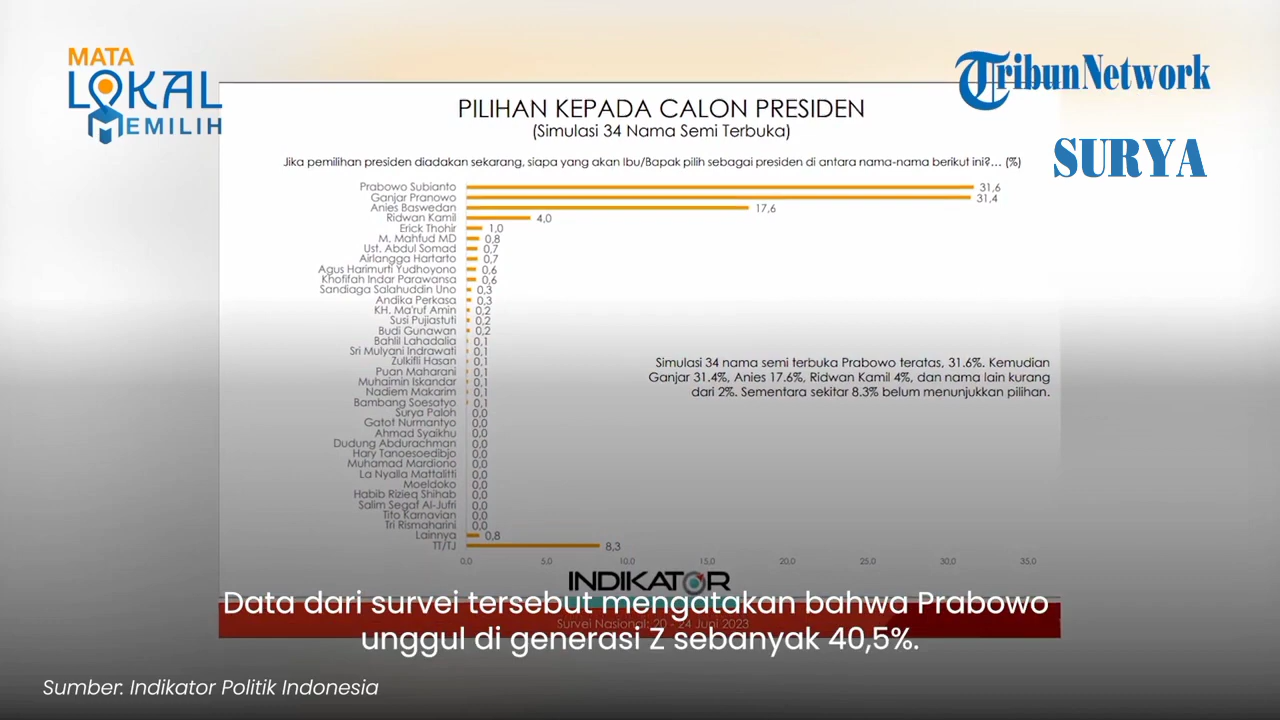 MATA
LOKAL
MEMILIH
TribunNetwork
SURYA
PILIHAN KEPADA CALON PRESIDEN
(Simulasi 34 Nama Semi Terbuka)
Jika pemilihan presiden diadakan sekarang, siapa yang akan Ibu/Bapak pilih sebagai presiden di antara nama-nama berikut ini?... (%)
Prabowo Subianto 31,6
Ganjar Pranowo 31,4
Anies Baswedan 17,6
Ridwan Kamil 4,0
Erick Thohir 1,0
M. Mahfud MD 0,8
Ust. Abdul Somad 0,7
Airlangga Hartarto 0,7
Agus Harimurti Yudhoyono 0,6
Khofifah Indar Parawansa 0,6
Sandiaga Salahuddin Uno 0,3
Andika Perkasa 0,3
KH. Ma'ruf Amin 0,2
Susi Pujiastuti 0,2
Budi Gunawan 0,2
Bahlil Lahadalia 0,1
Sri Mulyani Indrawati 0,1
Zulkifli Hasan 0,1
Puan Maharani 0,1
Muhaimin Iskandar 0,1
Nadiem Makarim 0,1
Bambang Soesatyo 0,1
Surya Paloh 0,0
Gatot Nurmantyo 0,0
Ahmad Syaikhu 0,0
Dudung Abdurachman 0,0
Hary Tanoesoedibjo 0,0
Muhamad Mardiono 0,0
La Nyalla Mattalitti 0,0
Moeldoko 0,0
Habib Rizieq Shihab 0,0
Salim Segaf Al-Jufri 0,0
Tito Karnavian 0,0
Tri Rismaharini 0,0
Lainnya 0,8
TT/TJ 8,3
0,0 5,0 10,0 15,0 20,0 25,0 30,0 35,0
Simulasi 34 nama semi terbuka Prabowo teratas, 31.6%. Kemudian
Ganjar 31.4%, Anies 17.6%, Ridwan Kamil 4%, dan nama lain kurang
dari 2%. Sementara sekitar 8.3% belum menunjukkan pilihan.
INDIKATOR
Data dari survei tersebut mengatakan bahwa Prabowo
Survei Nasional: 20 - 24 Juni 2023
unggul di generasi Z sebanyak 40,5%.
Sumber: Indikator Politik Indonesia